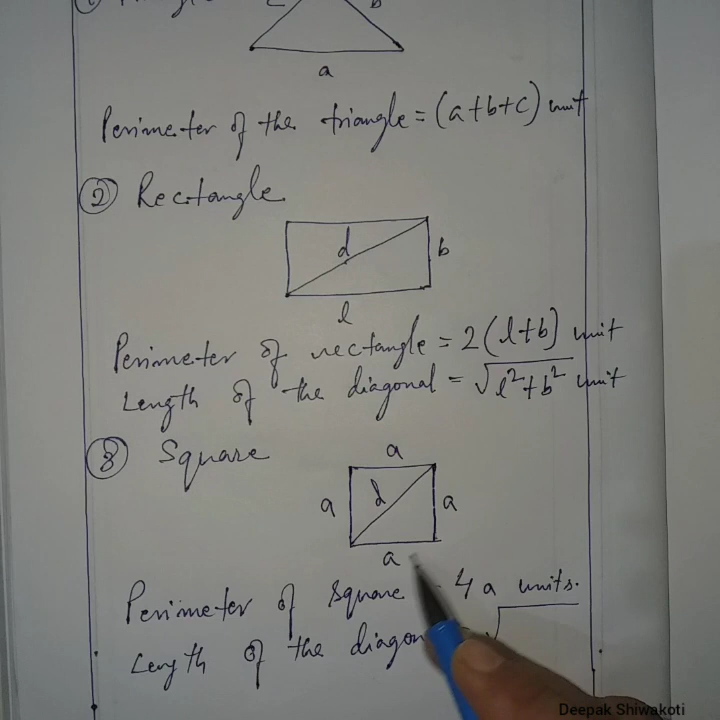 c b
a
Perimeter of the triangle = (a+b+c) unit
② Rectangle
d
b
l
Perimeter of rectangle = 2(l+b) unit
Length of the diagonal = √l²+b² unit
③ Square
a
a d a
a
Perimeter of square = 4a units.
Length of the diagon √
Deepak Shiwakoti